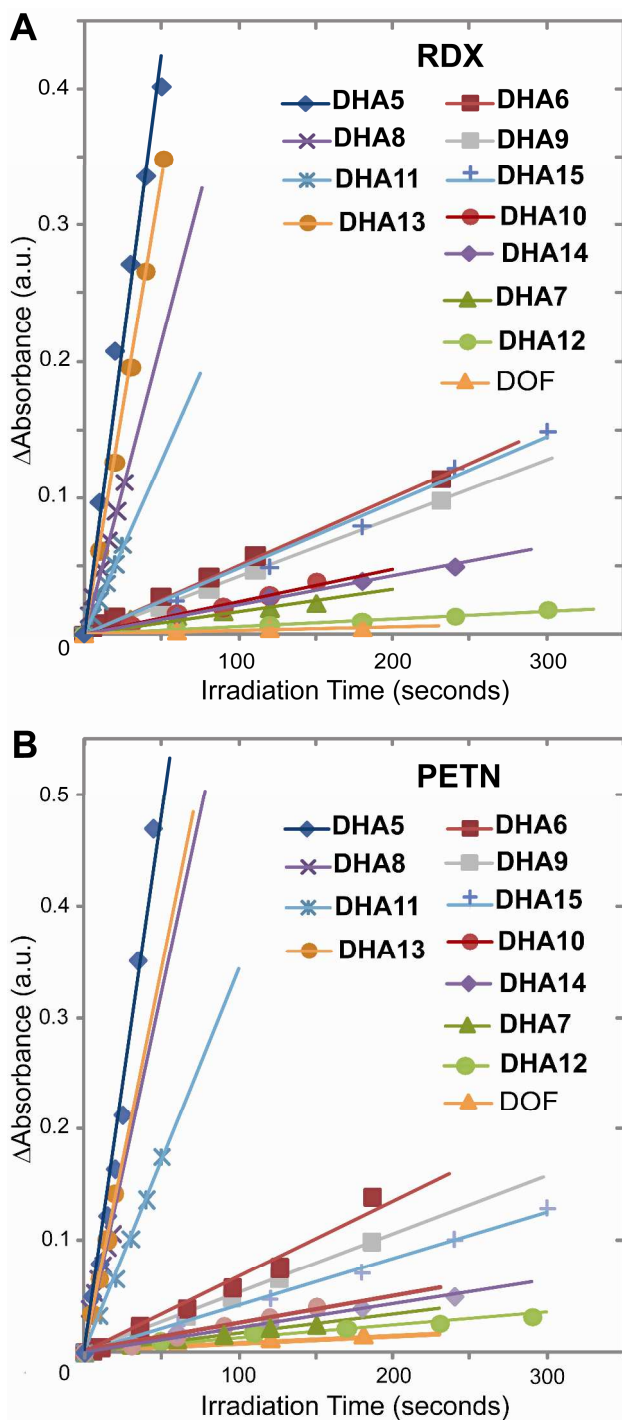 A
RDX
DHA5
DHA8
DHA11
DHA13
DHA6
DHA9
DHA15
DHA10
DHA14
DHA7
DHA12
DOF
ΔAbsorbance (a.u.)
0.4
0.3
0.2
0.1
0
100
200
300
Irradiation Time (seconds)
B
PETN
DHA5
DHA8
DHA11
DHA13
DHA6
DHA9
DHA15
DHA10
DHA14
DHA7
DHA12
DOF
ΔAbsorbance (a.u.)
0.5
0.4
0.3
0.2
0.1
0
100
200
300
Irradiation Time (seconds)